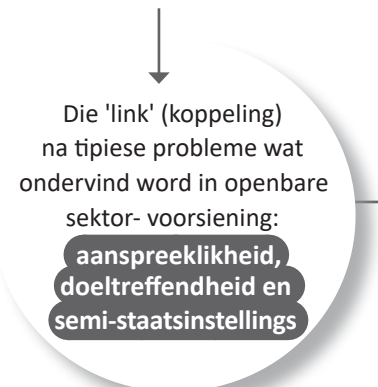 Die 'link' (koppeling)
na tipiese probleme wat
ondervind word in openbare
sektor- voorsiening:
aanspreeklikheid,
doeltreffendheid en
semi-staatsinstellings